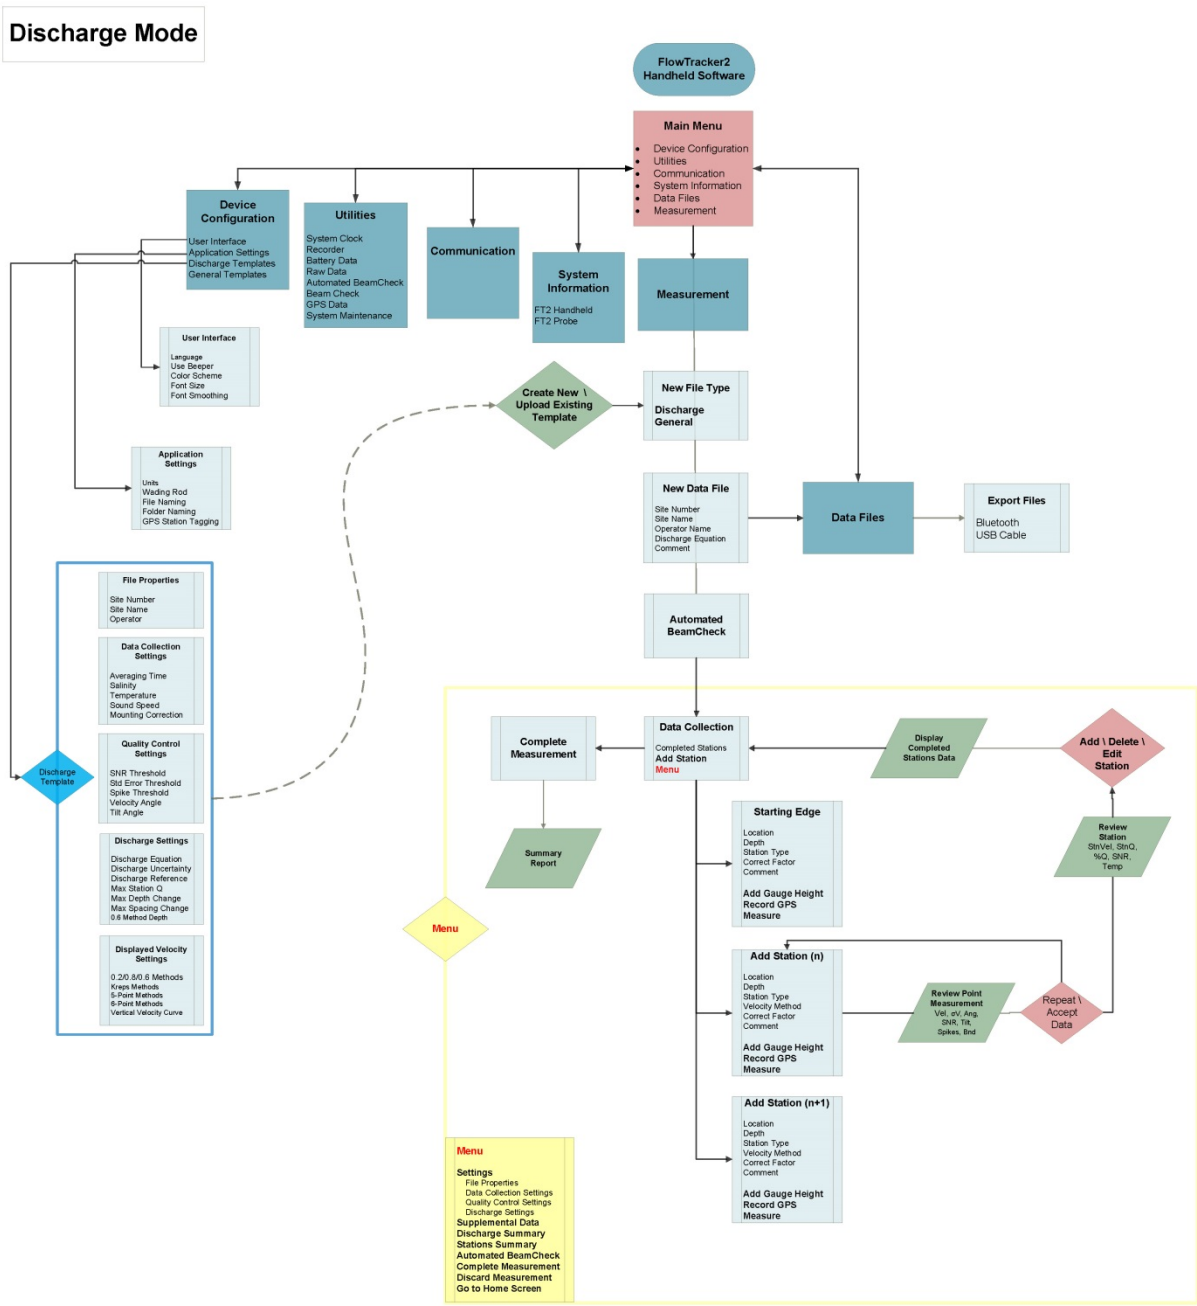 Discharge Mode
FlowTracker2
Handheld Software
Main Menu
Device Configuration
Utilities
Communication
System Information
Data Files
Measurement
Device
Configuration
User Interface
Application Settings
Discharge Templates
General Templates
Utilities
System Clock
Recorder
Battery Data
Raw Data
Automated BeamCheck
Beam Check
GPS Data
System Maintenance
Communication
System
Information
FT2 Handheld
FT2 Probe
Measurement
User Interface
Language
Use Beeper
Color Scheme
Font Size
Font Smoothing
Create New \
Upload Existing
Template
New File Type
Discharge
General
Application
Settings
Units
Wading Rod
File Naming
Folder Naming
GPS Station Tagging
New Data File
Site Number
Site Name
Operator Name
Discharge Equation
Comment
Data Files
Export Files
Bluetooth
USB Cable
Automated
BeamCheck
Discharge
Template
File Properties
Site Number
Site Name
Operator
Data Collection
Settings
Averaging Time
Salinity
Temperature
Sound Speed
Mounting Correction
Quality Control
Settings
SNR Threshold
Std Error Threshold
Spike Threshold
Velocity Angle
Tilt Angle
Discharge Settings
Discharge Equation
Discharge Uncertainty
Discharge Reference
Max Station Q
Max Depth Change
Max Spacing Change
0.6 Method Depth
Displayed Velocity
Settings
0.2/0.8/0.6 Methods
Kreps Methods
5-Point Methods
6-Point Methods
Vertical Velocity Curve
Complete
Measurement
Data Collection
Completed Stations
Add Station
Menu
Display
Completed
Stations Data
Add \ Delete \
Edit
Station
Summary
Report
Starting Edge
Location
Depth
Station Type
Correct Factor
Comment
Add Gauge Height
Record GPS
Measure
Review
Station
StnVel, StnQ,
%Q, SNR,
Temp
Menu
Add Station (n)
Location
Depth
Station Type
Velocity Method
Correct Factor
Comment
Add Gauge Height
Record GPS
Measure
Review Point
Measurement
Vel, σV, Ang,
SNR, Tilt,
Spikes, Bnd
Repeat \
Accept
Data
Add Station (n+1)
Location
Depth
Station Type
Velocity Method
Correct Factor
Comment
Add Gauge Height
Record GPS
Measure
Menu
Settings
File Properties
Data Collection Settings
Quality Control Settings
Discharge Settings
Supplemental Data
Discharge Summary
Stations Summary
Automated BeamCheck
Complete Measurement
Discard Measurement
Go to Home Screen